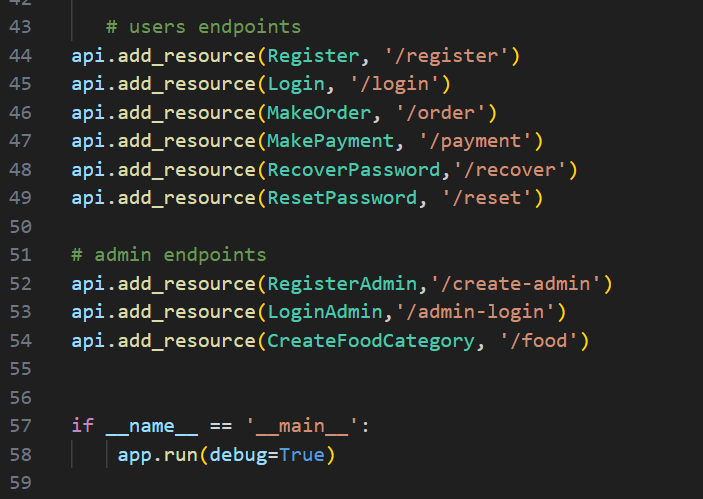 43 # users endpoints
44 api.add_resource(Register, '/register')
45 api.add_resource(Login, '/login')
46 api.add_resource(MakeOrder, '/order')
47 api.add_resource(MakePayment, '/payment')
48 api.add_resource(RecoverPassword,'/recover')
49 api.add_resource(ResetPassword, '/reset')
50
51 # admin endpoints
52 api.add_resource(RegisterAdmin,'/create-admin')
53 api.add_resource(LoginAdmin,'/admin-login')
54 api.add_resource(CreateFoodCategory, '/food')
55
56
57 if __name__ == '__main__':
58 app.run(debug=True)
59